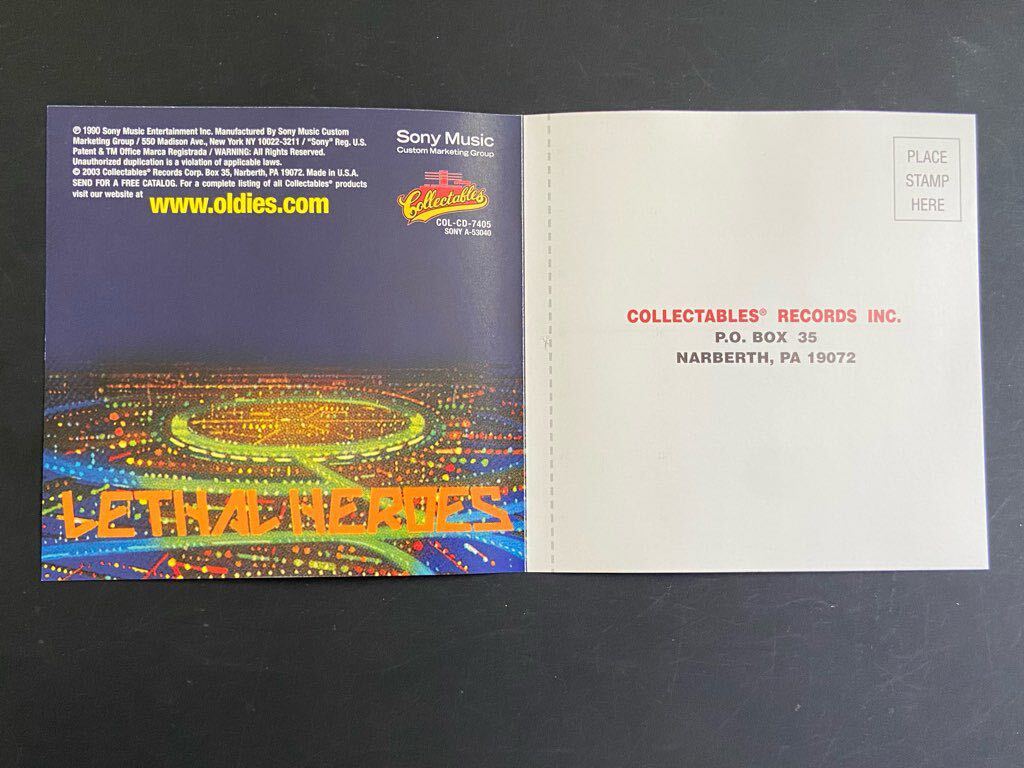 ℗ 1990 Sony Music Entertainment Inc. Manufactured By Sony Music Custom
Marketing Group / 550 Madison Ave., New York NY 10022-3211 / "Sony" Reg. U.S.
Patent & TM Office Marca Registrada / WARNING: All Rights Reserved.
Unauthorized duplication is a violation of applicable laws.
© 2003 Collectables® Records Corp. Box 35, Narberth, PA 19072. Made in U.S.A.
SEND FOR A FREE CATALOG. For a complete listing of all Collectables® products
visit our website at
www.oldies.com
Sony Music
Custom Marketing Group
Collectables
COL-CD-7405
SONY A-53040
LETHAL HEROES
PLACE
STAMP
HERE
COLLECTABLES® RECORDS INC.
P.O. BOX 35
NARBERTH, PA 19072